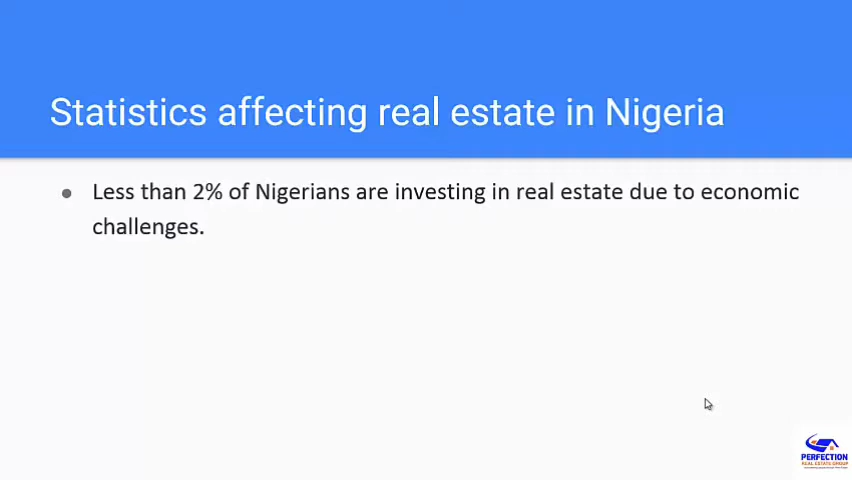 Statistics affecting real estate in Nigeria
● Less than 2% of Nigerians are investing in real estate due to economic
challenges.
PERFECTION
REAL ESTATE GROUP